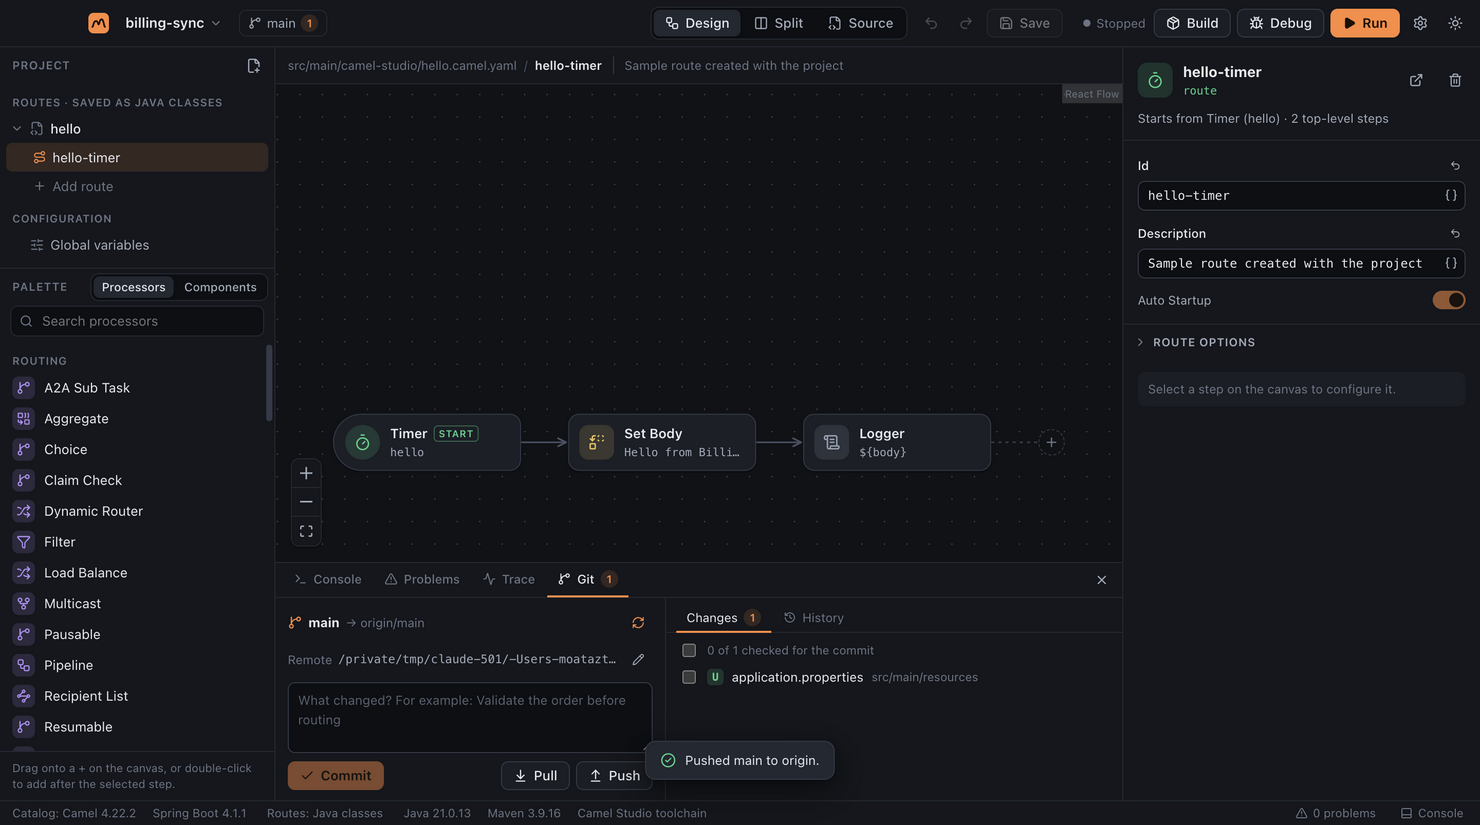 billing-sync
main 1
Design
Split
Source
Save
Stopped
Build
Debug
Run
PROJECT
ROUTES · SAVED AS JAVA CLASSES
hello
hello-timer
+ Add route
CONFIGURATION
Global variables
PALETTE
Processors
Components
Search processors
ROUTING
A2A Sub Task
Aggregate
Choice
Claim Check
Dynamic Router
Filter
Load Balance
Multicast
Pausable
Pipeline
Recipient List
Resumable
Drag onto a + on the canvas, or double-click
to add after the selected step.
src/main/camel-studio/hello.camel.yaml / hello-timer
Sample route created with the project
React Flow
Timer START
hello
Set Body
Hello from Billi…
Logger
${body}
Console
Problems
Trace
Git 1
main → origin/main
Remote /private/tmp/claude-501/-Users-moatazt…
What changed? For example: Validate the order before
routing
Commit
Pull
Push
Changes 1
History
0 of 1 checked for the commit
U application.properties src/main/resources
Pushed main to origin.
hello-timer
route
Starts from Timer (hello) · 2 top-level steps
Id
hello-timer {}
Description
Sample route created with the project {}
Auto Startup
ROUTE OPTIONS
Select a step on the canvas to configure it.
Catalog: Camel 4.22.2
Spring Boot 4.1.1
Routes: Java classes
Java 21.0.13
Maven 3.9.16
Camel Studio toolchain
0 problems
Console